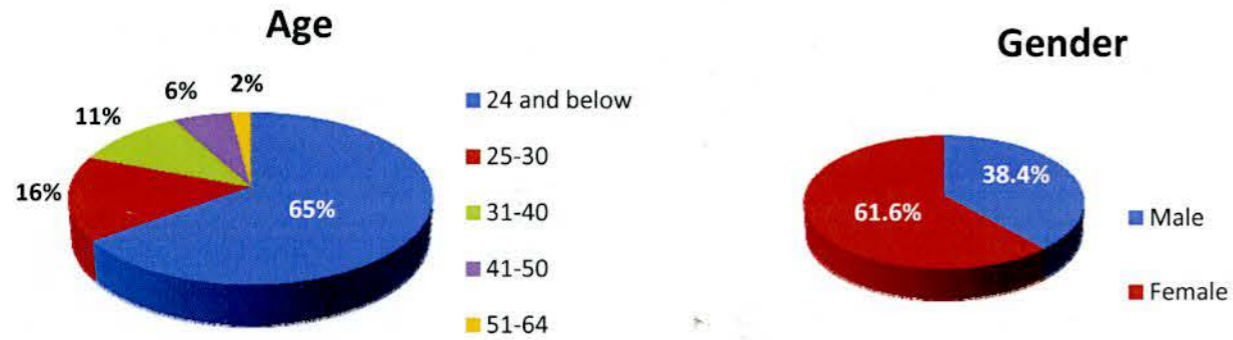 Age
2%
6%
11%
16%
65%
24 and below
25-30
31-40
41-50
51-64
Gender
38.4%
61.6%
Male
Female